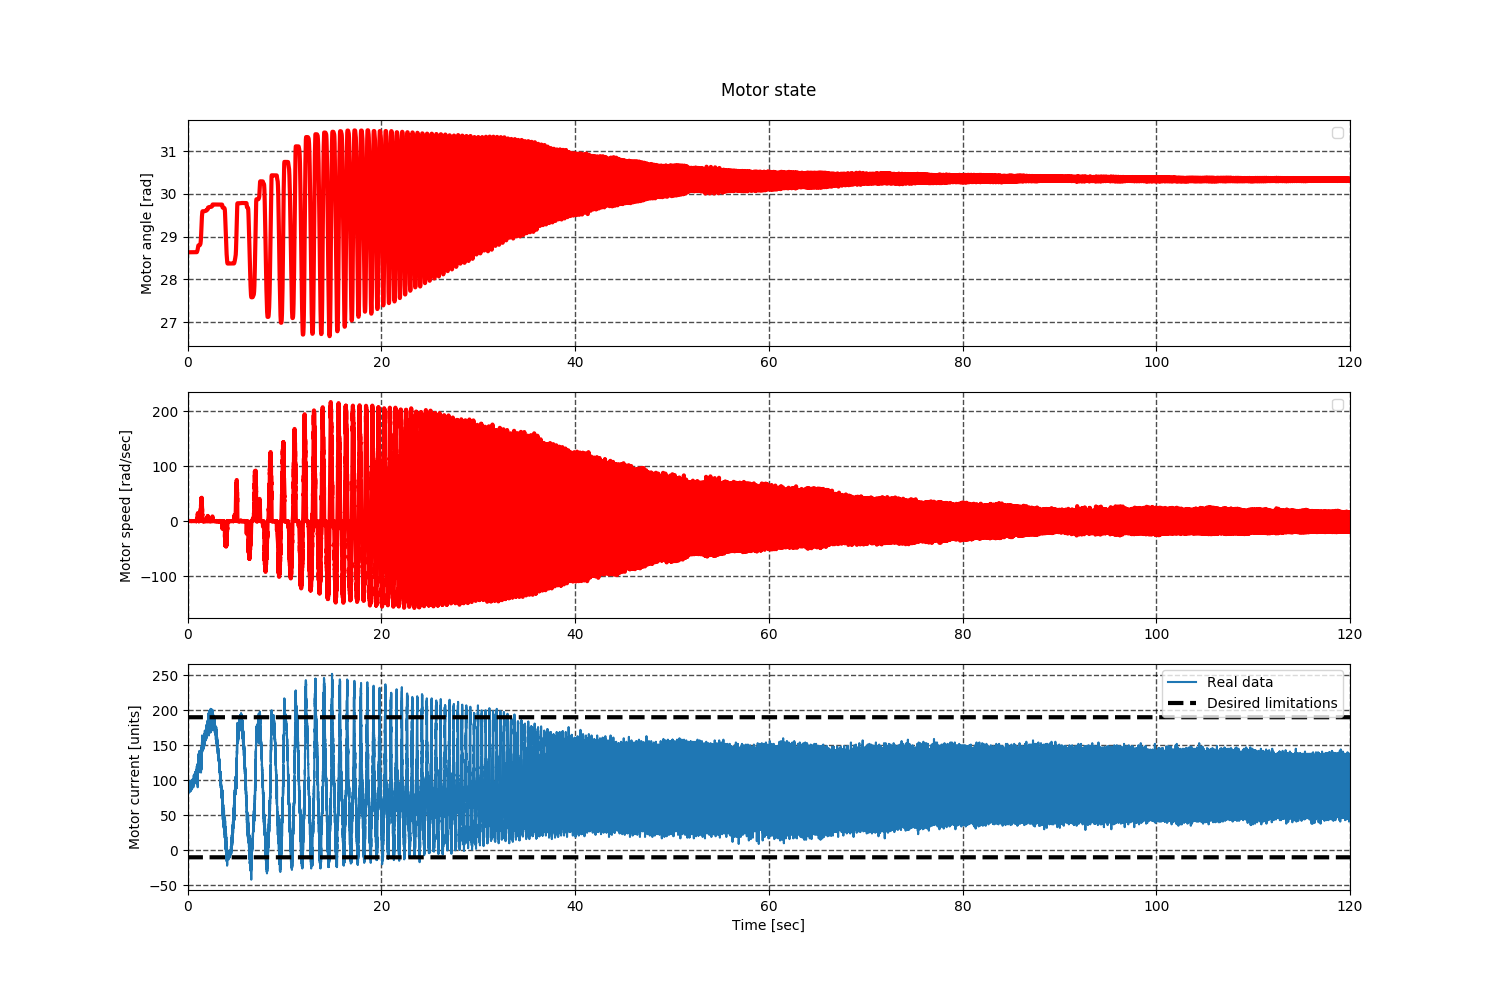 Motor state
Motor angle [rad]
31
30
29
28
27
0 20 40 60 80 100 120
Motor speed [rad/sec]
200
100
0
−100
0 20 40 60 80 100 120
Motor current [units]
250
200
150
100
50
0
−50
Real data
Desired limitations
0 20 40 60 80 100 120
Time [sec]